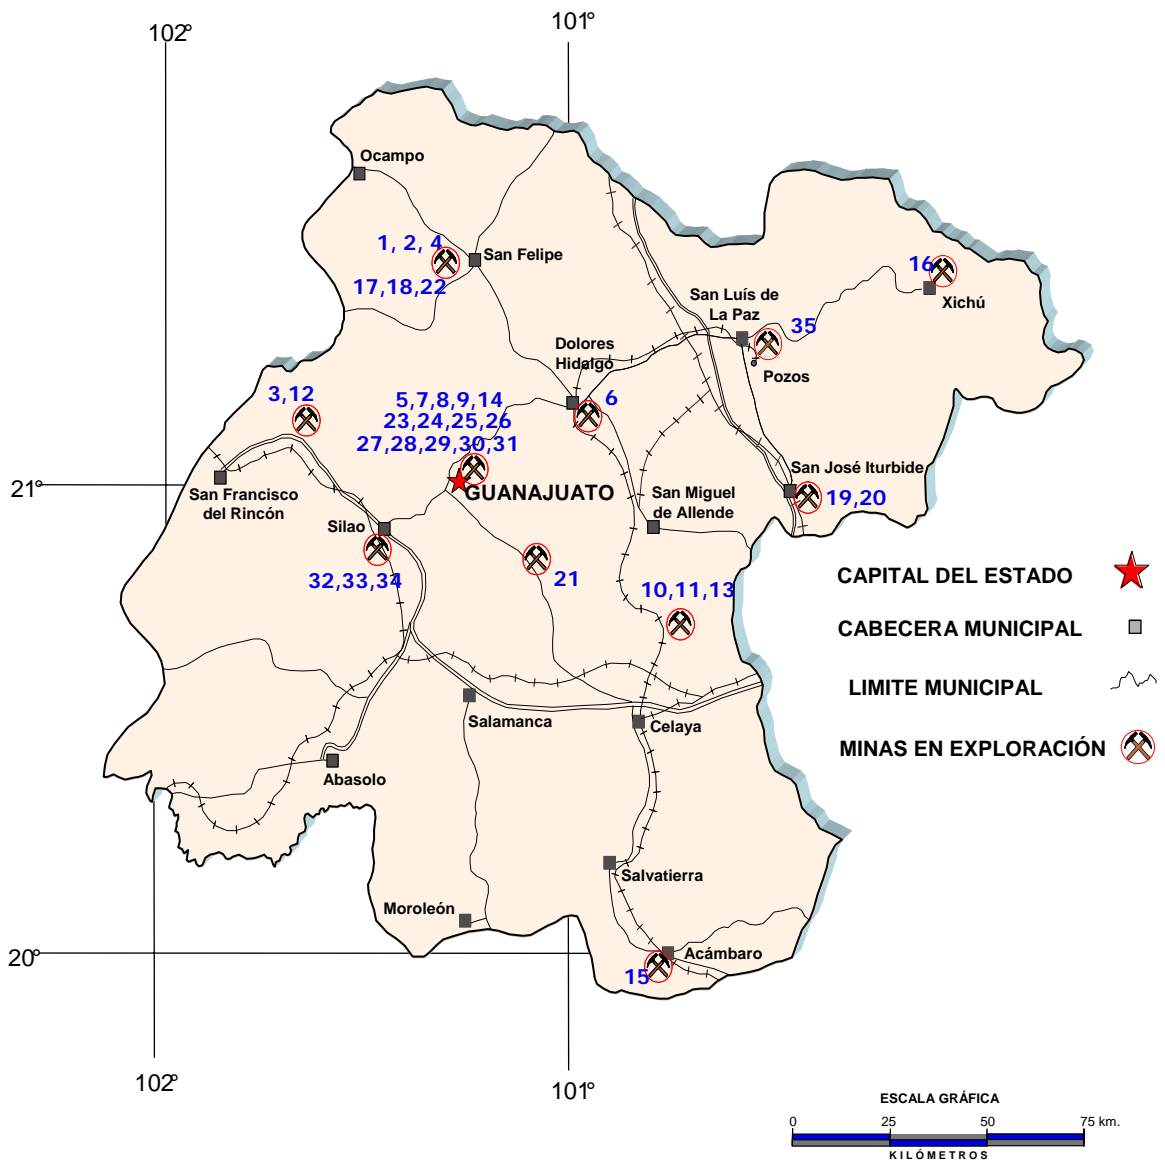 102°
101°
Ocampo
1, 2, 4
San Felipe
17,18,22
16
Xichú
San Luís de
La Paz
35
Pozos
Dolores
Hidalgo
3,12
5,7,8,9,14
6
23,24,25,26
27,28,29,30,31
21°
San Francisco
del Rincón
GUANAJUATO
San José Iturbide
19,20
San Miguel
de Allende
Silao
32,33,34
21
10,11,13
CAPITAL DEL ESTADO
CABECERA MUNICIPAL
LIMITE MUNICIPAL
MINAS EN EXPLORACIÓN
Salamanca
Celaya
Abasolo
Salvatierra
Moroleón
Acámbaro
20°
15
102°
101°
ESCALA GRÁFICA
0 25 50 75 km.
KILÓMETROS